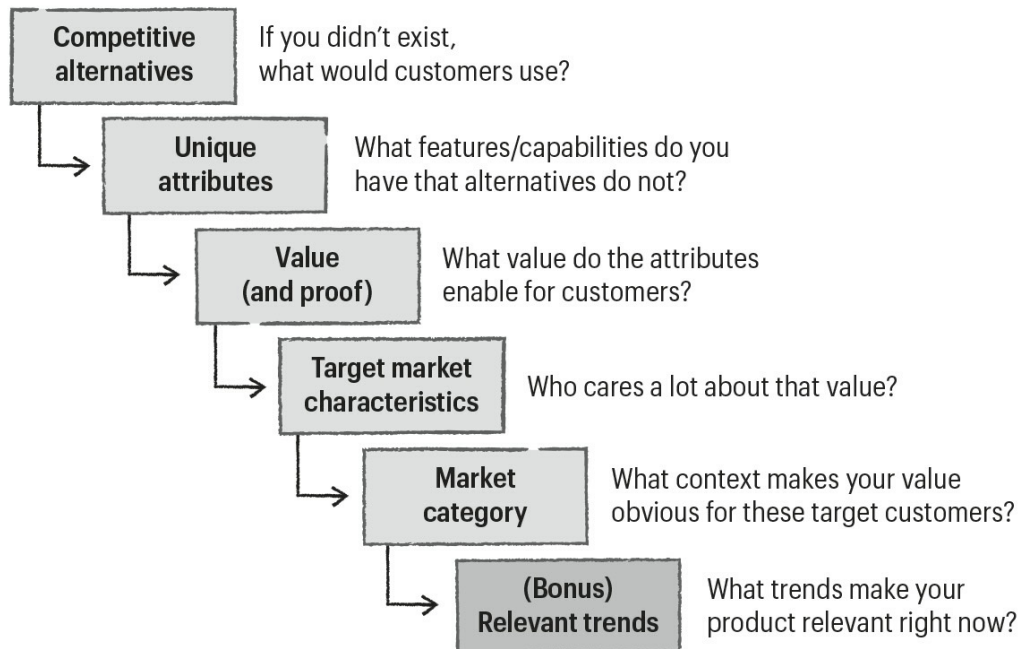 Competitive
alternatives
If you didn’t exist,
what would customers use?
Unique
attributes
What features/capabilities do you
have that alternatives do not?
Value
(and proof)
What value do the attributes
enable for customers?
Target market
characteristics
Who cares a lot about that value?
Market
category
What context makes your value
obvious for these target customers?
(Bonus)
Relevant trends
What trends make your
product relevant right now?